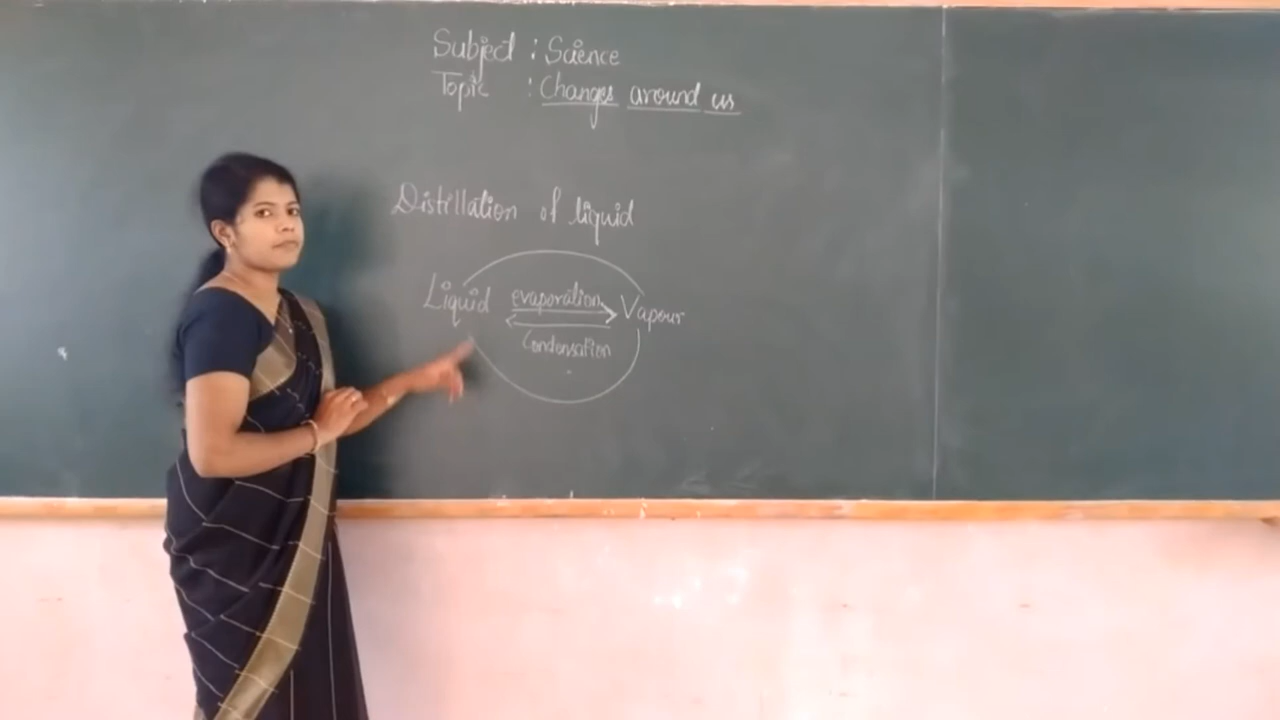 Subject : Science
Topic : Changes around us
Distillation of liquid
Liquid evaporation Vapour
Condensation